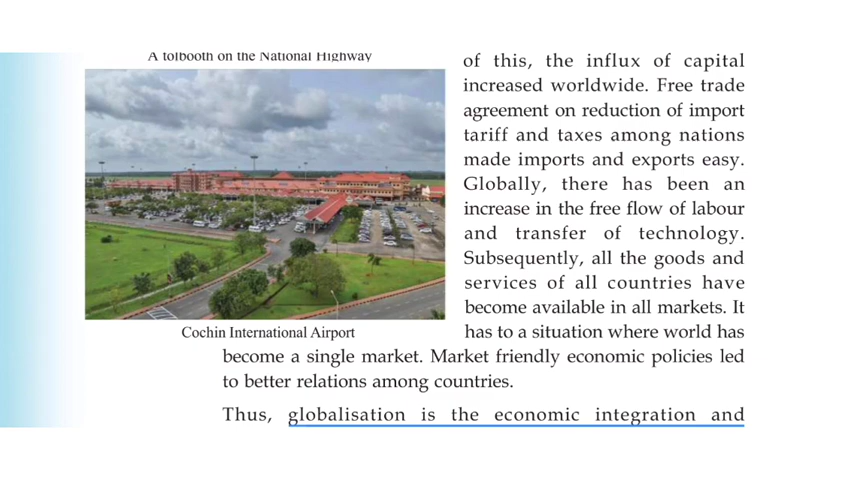 A tollbooth on the National Highway
of this, the influx of capital
increased worldwide. Free trade
agreement on reduction of import
tariff and taxes among nations
made imports and exports easy.
Globally, there has been an
increase in the free flow of labour
and transfer of technology.
Subsequently, all the goods and
services of all countries have
become available in all markets. It
Cochin International Airport
has to a situation where world has
become a single market. Market friendly economic policies led
to better relations among countries.
Thus, globalisation is the economic integration and